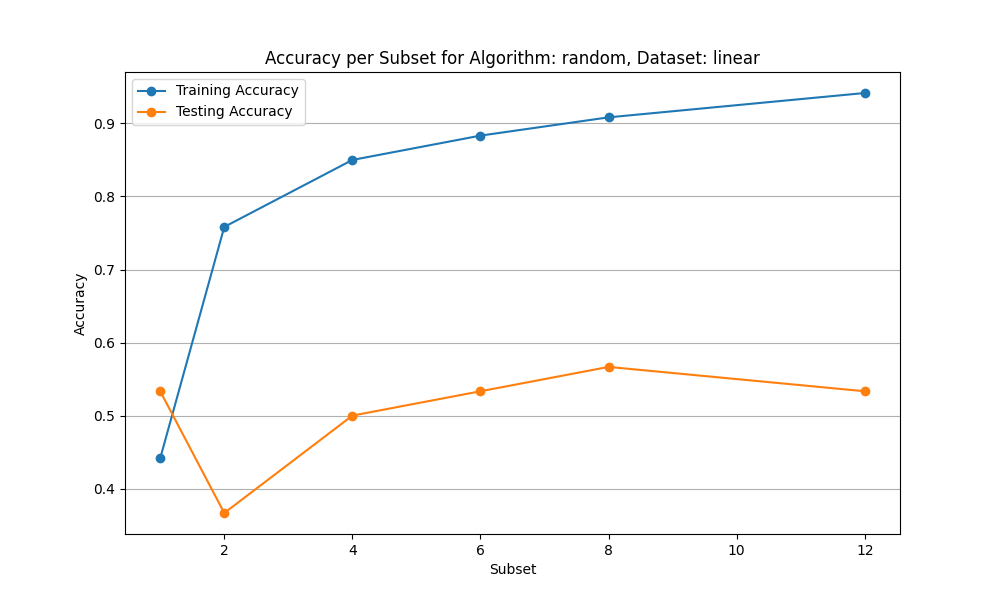 Accuracy per Subset for Algorithm: random, Dataset: linear
Training Accuracy
Testing Accuracy
Accuracy
0.9
0.8
0.7
0.6
0.5
0.4
2 4 6 8 10 12
Subset